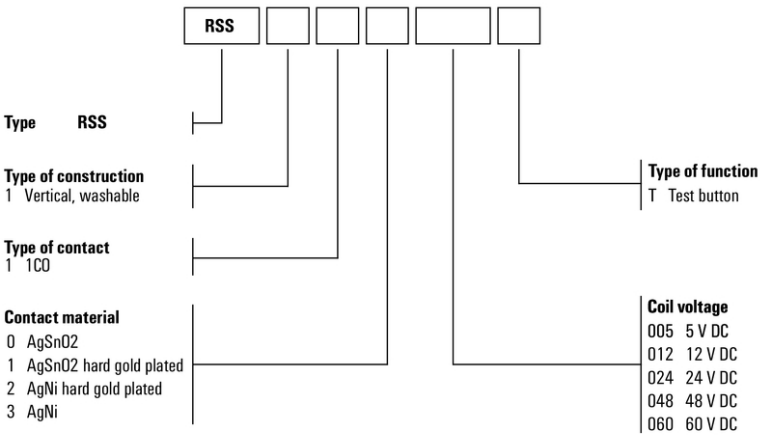 RSS
Type RSS
Type of construction
1 Vertical, washable
Type of contact
1 1CO
Contact material
0 AgSnO2
1 AgSnO2 hard gold plated
2 AgNi hard gold plated
3 AgNi
Type of function
T Test button
Coil voltage
005 5 V DC
012 12 V DC
024 24 V DC
048 48 V DC
060 60 V DC